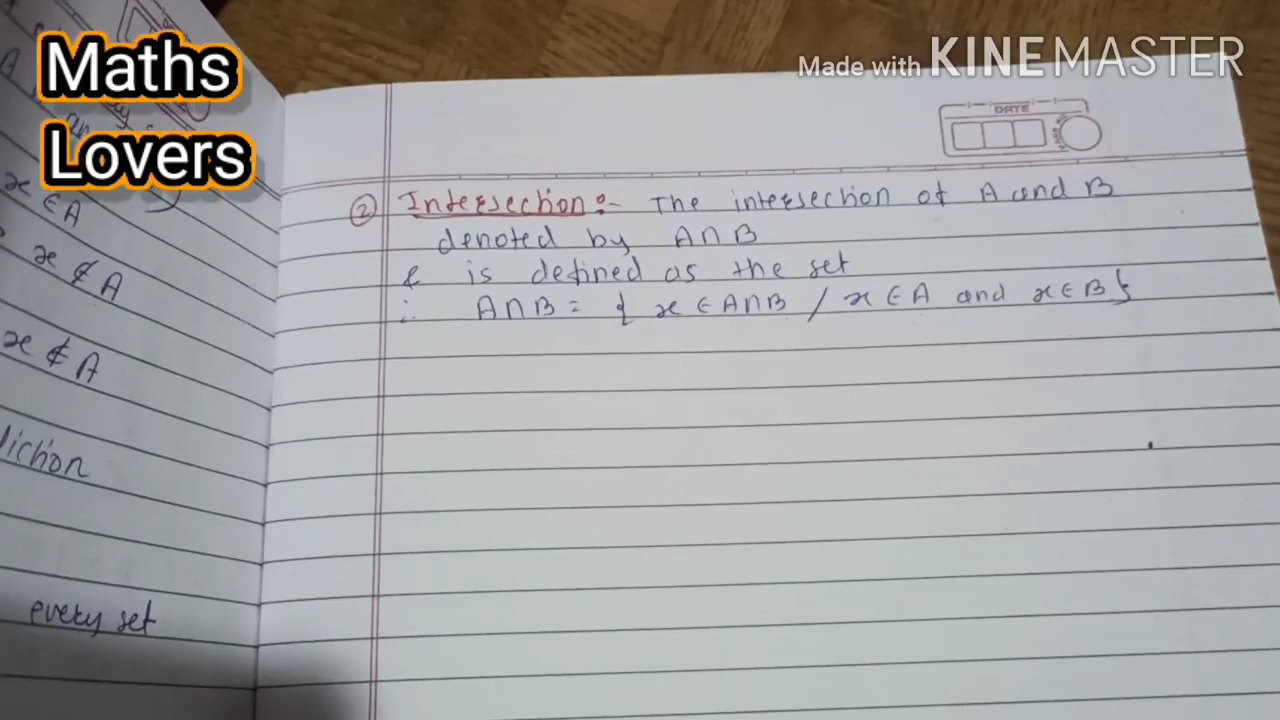 Maths
Lovers
Made with KINEMASTER
DATE
x ∈ A
x ∉ A
x ∉ A
every set
② Intersection :- The intersection of A and B
denoted by A∩B
& is defined as the set
∴ A∩B = { x ∈ A∩B / x ∈ A and x ∈ B }